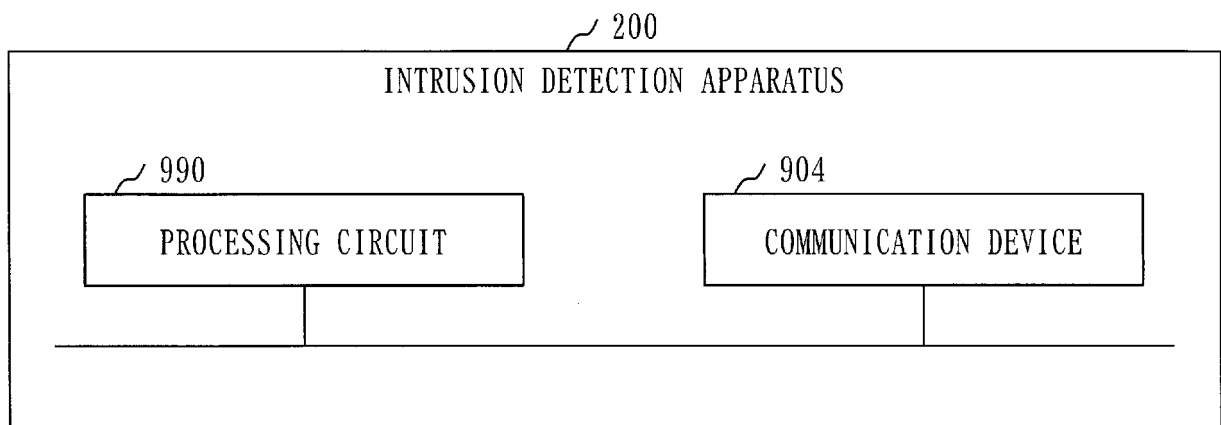 200
INTRUSION DETECTION APPARATUS
990
904
PROCESSING CIRCUIT
COMMUNICATION DEVICE